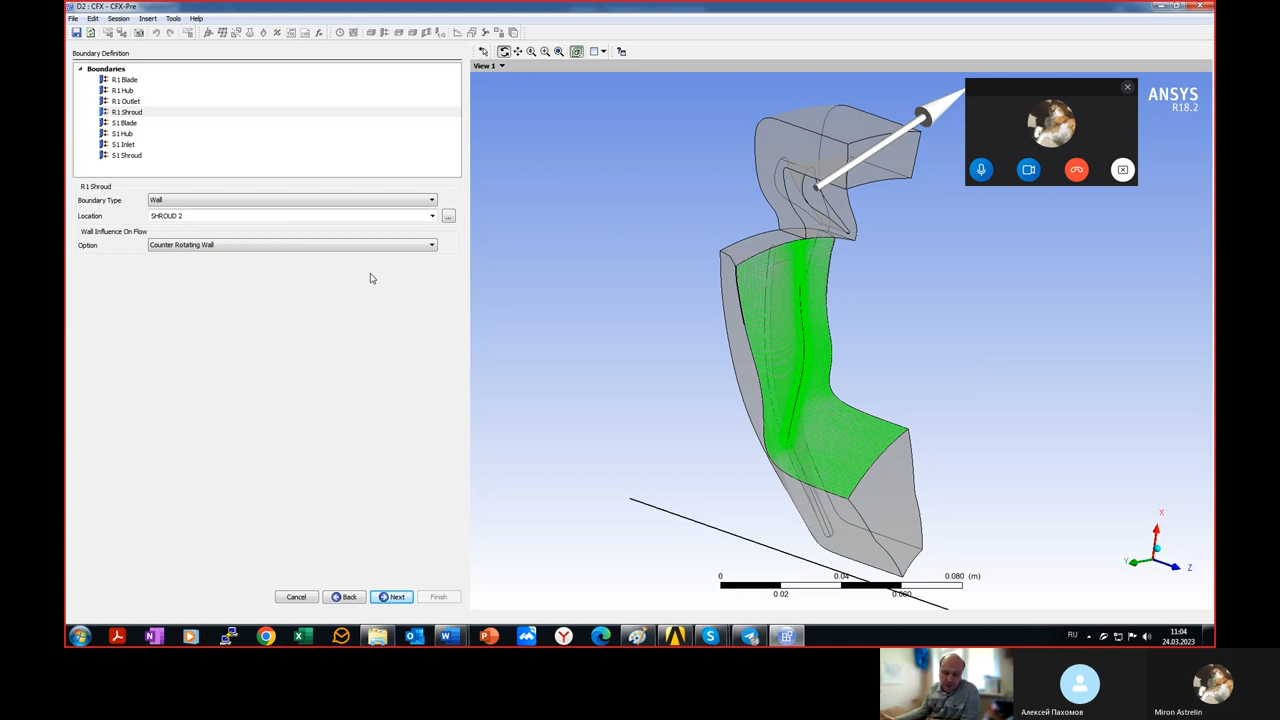 D2 : CFX - CFX-Pre
File Edit Session Insert Tools Help
Boundary Definition
View 1
Boundaries
R1 Blade
R1 Hub
R1 Outlet
R1 Shroud
S1 Blade
S1 Hub
S1 Inlet
S1 Shroud
R1 Shroud
Boundary Type Wall
Location SHROUD 2 ...
Wall Influence On Flow
Option Counter Rotating Wall
Cancel Back Next Finish
ANSYS
R18.2
X
Y
Z
0 0.04 0.080 (m)
0.02 0.060
RU
11:04
24.03.2023
Алексей Пахомов
Miron Astrelin